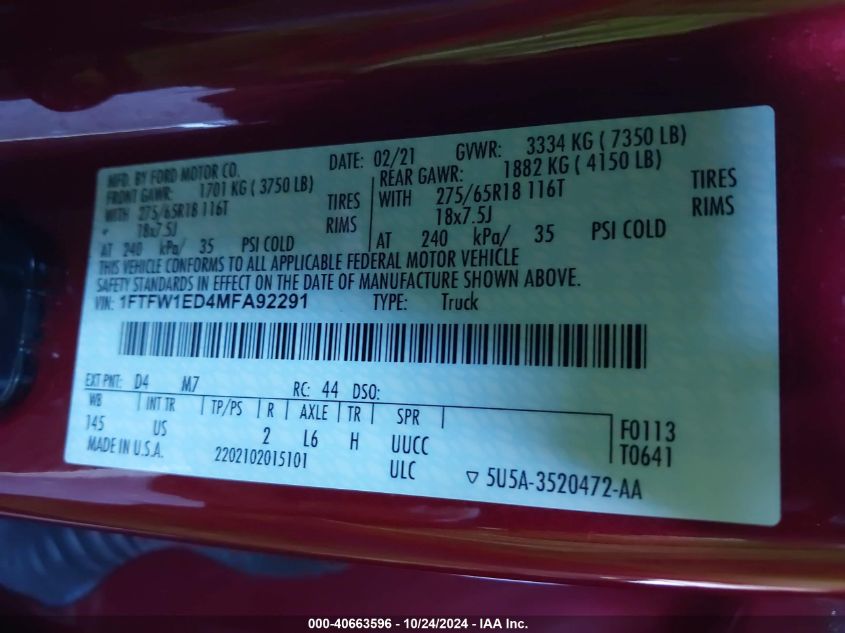 MFD. BY FORD MOTOR CO. DATE: 02/21 GVWR: 3334 KG ( 7350 LB)
FRONT GAWR: 1701 KG ( 3750 LB) REAR GAWR: 1882 KG ( 4150 LB)
WITH 275/65R18 116T TIRES WITH 275/65R18 116T TIRES
18x7.5J RIMS 18x7.5J RIMS
AT 240 kPa/ 35 PSI COLD AT 240 kPa/ 35 PSI COLD
THIS VEHICLE CONFORMS TO ALL APPLICABLE FEDERAL MOTOR VEHICLE
SAFETY STANDARDS IN EFFECT ON THE DATE OF MANUFACTURE SHOWN ABOVE.
VIN: 1FTFW1ED4MFA92291 TYPE: Truck
EXT PNT: D4 M7 RC: 44 DSO:
WB INT TR TP/PS R AXLE TR SPR F0113
145 US 2 L6 H UUCC T0641
MADE IN U.S.A. 2202102015101 ULC ▽ 5U5A-3520472-AA
000-40663596 - 10/24/2024 - IAA Inc.